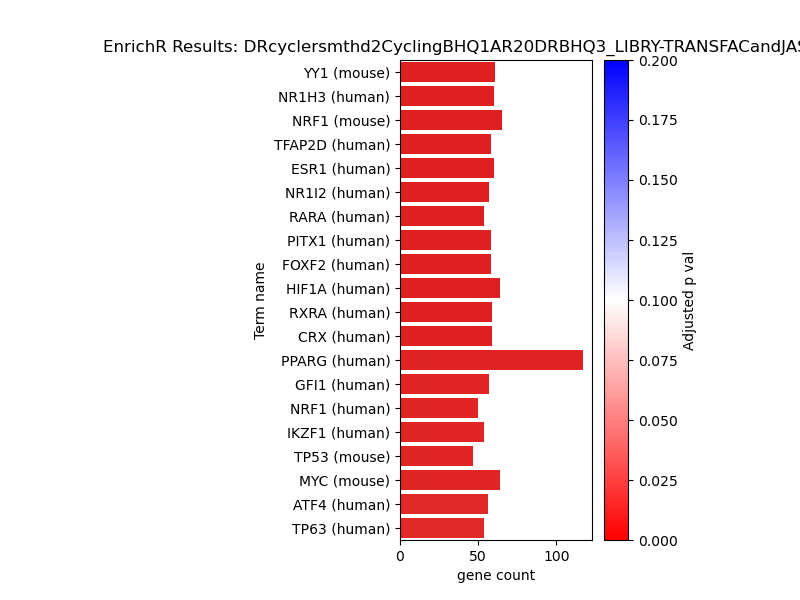 EnrichR Results: DRcyclersmthd2CyclingBHQ1AR20DRBHQ3_LIBRY-TRANSFACandJAS
YY1 (mouse)
NR1H3 (human)
NRF1 (mouse)
TFAP2D (human)
ESR1 (human)
NR1I2 (human)
RARA (human)
PITX1 (human)
FOXF2 (human)
HIF1A (human)
RXRA (human)
CRX (human)
PPARG (human)
GFI1 (human)
NRF1 (human)
IKZF1 (human)
TP53 (mouse)
MYC (mouse)
ATF4 (human)
TP63 (human)
Term name
0 50 100
gene count
0.200
0.175
0.150
0.125
0.100
0.075
0.050
0.025
0.000
Adjusted p val